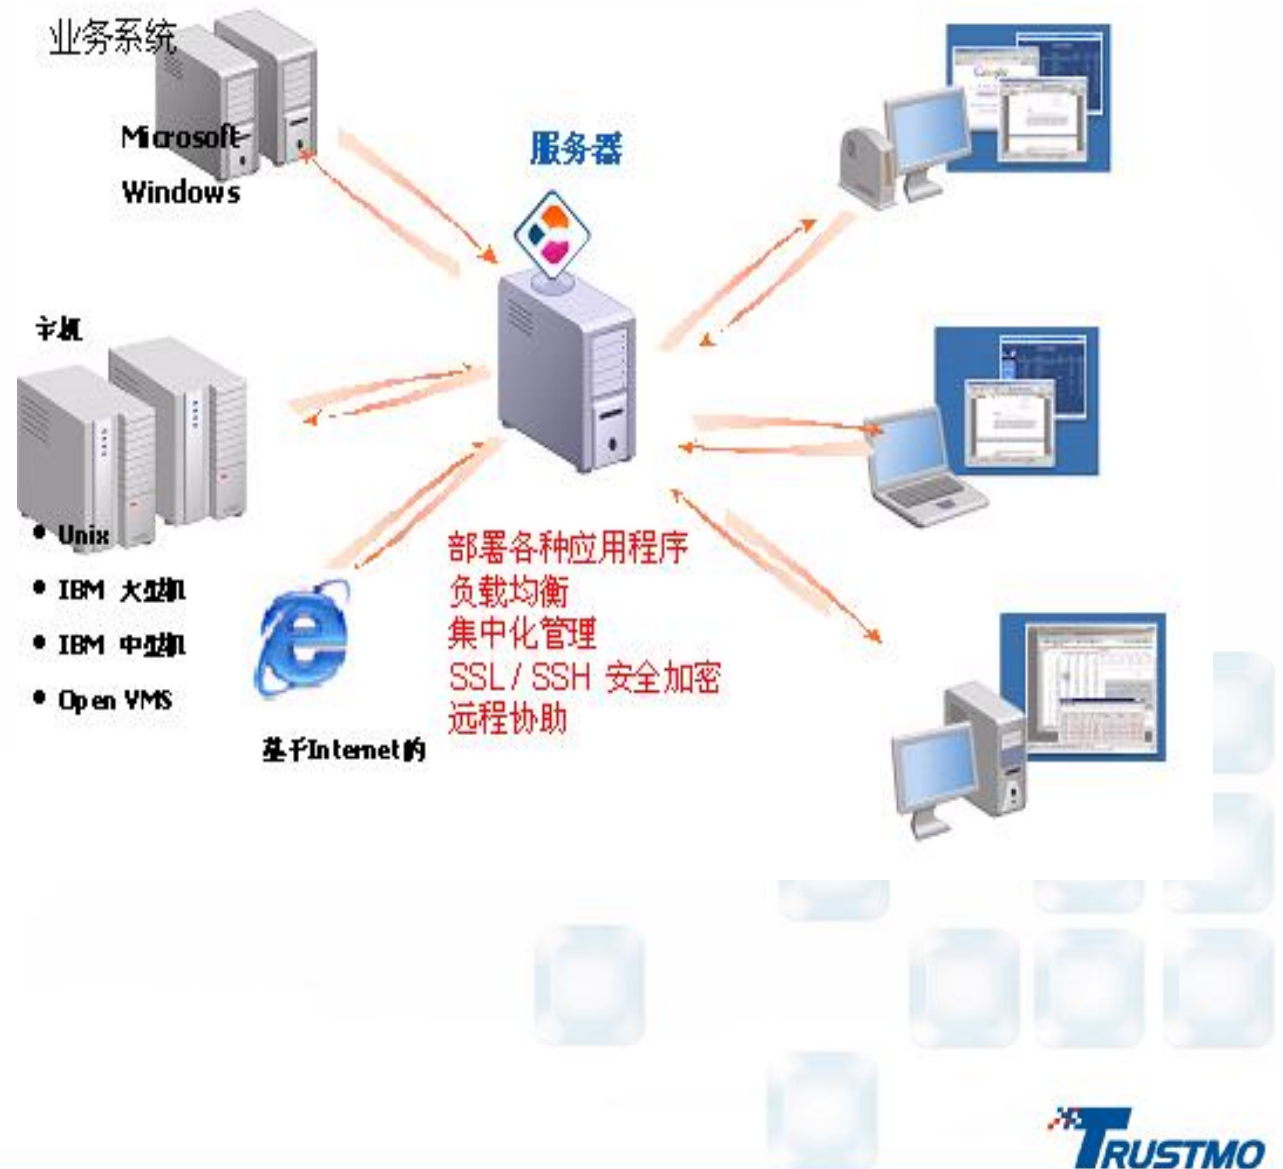 业务系统
Microsoft
Windows
服务器
主机
Unix
IBM 大型机
IBM 中型机
Open VMS
基于Internet的
部署各种应用程序
负载均衡
集中化管理
SSL / SSH 安全加密
远程协助
Google
TRUSTMO